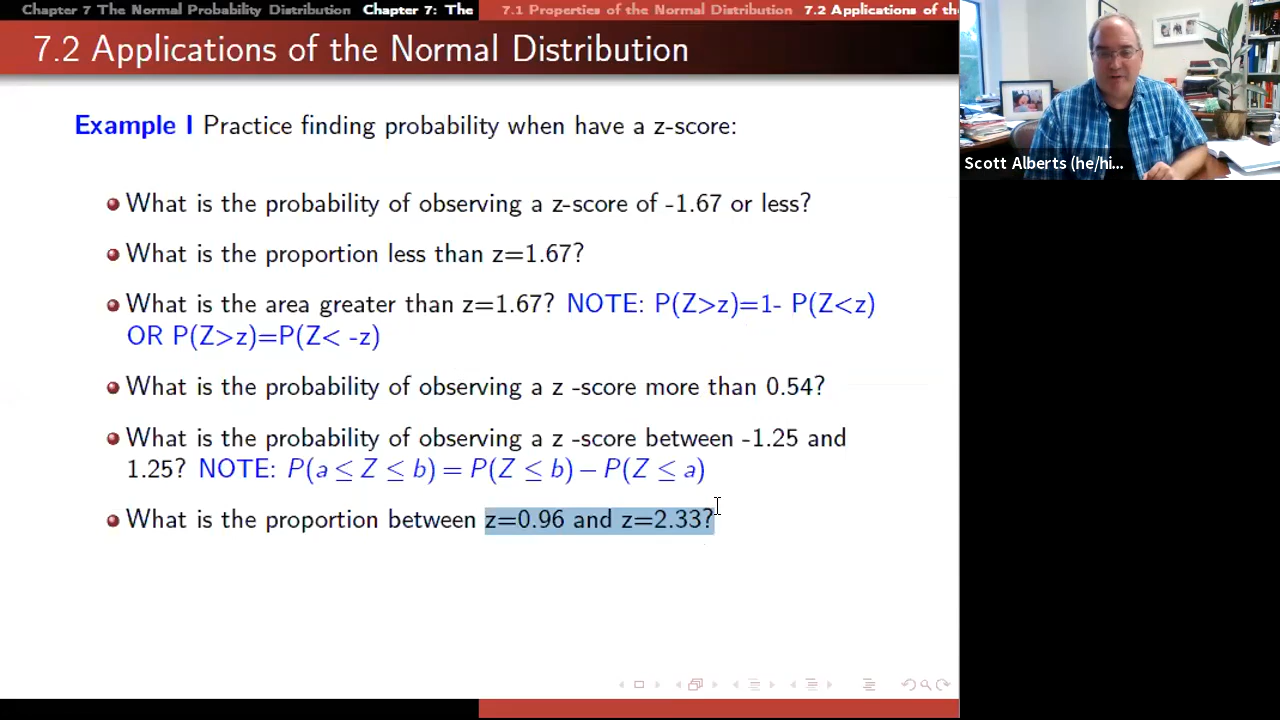 Chapter 7 The Normal Probability Distribution Chapter 7: The 7.1 Properties of the Normal Distribution 7.2 Applications of th
7.2 Applications of the Normal Distribution
Example I Practice finding probability when have a z-score:
What is the probability of observing a z-score of -1.67 or less?
What is the proportion less than z=1.67?
What is the area greater than z=1.67? NOTE: P(Z>z)=1- P(Z<z)
OR P(Z>z)=P(Z< -z)
What is the probability of observing a z -score more than 0.54?
What is the probability of observing a z -score between -1.25 and
1.25? NOTE: P(a ≤ Z ≤ b) = P(Z ≤ b) − P(Z ≤ a)
What is the proportion between z=0.96 and z=2.33?
Scott Alberts (he/hi...